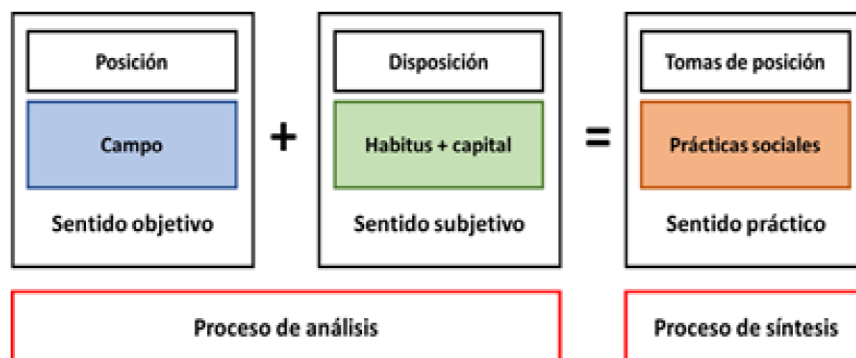 Posición
Campo
Sentido objetivo
+
Disposición
Habitus + capital
Sentido subjetivo
=
Tomas de posición
Prácticas sociales
Sentido práctico
Proceso de análisis
Proceso de síntesis